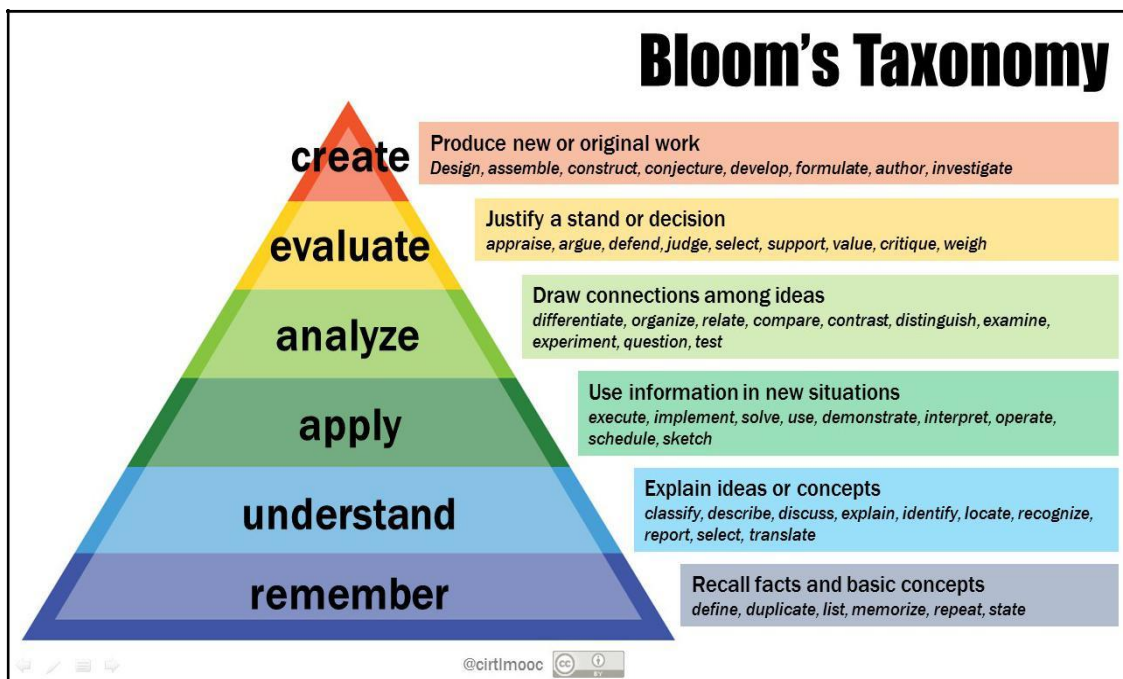 Bloom's Taxonomy
create
Produce new or original work
Design, assemble, construct, conjecture, develop, formulate, author, investigate
evaluate
Justify a stand or decision
appraise, argue, defend, judge, select, support, value, critique, weigh
analyze
Draw connections among ideas
differentiate, organize, relate, compare, contrast, distinguish, examine,
experiment, question, test
apply
Use information in new situations
execute, implement, solve, use, demonstrate, interpret, operate,
schedule, sketch
understand
Explain ideas or concepts
classify, describe, discuss, explain, identify, locate, recognize,
report, select, translate
remember
Recall facts and basic concepts
define, duplicate, list, memorize, repeat, state
@cirtlmooc
cc
BY